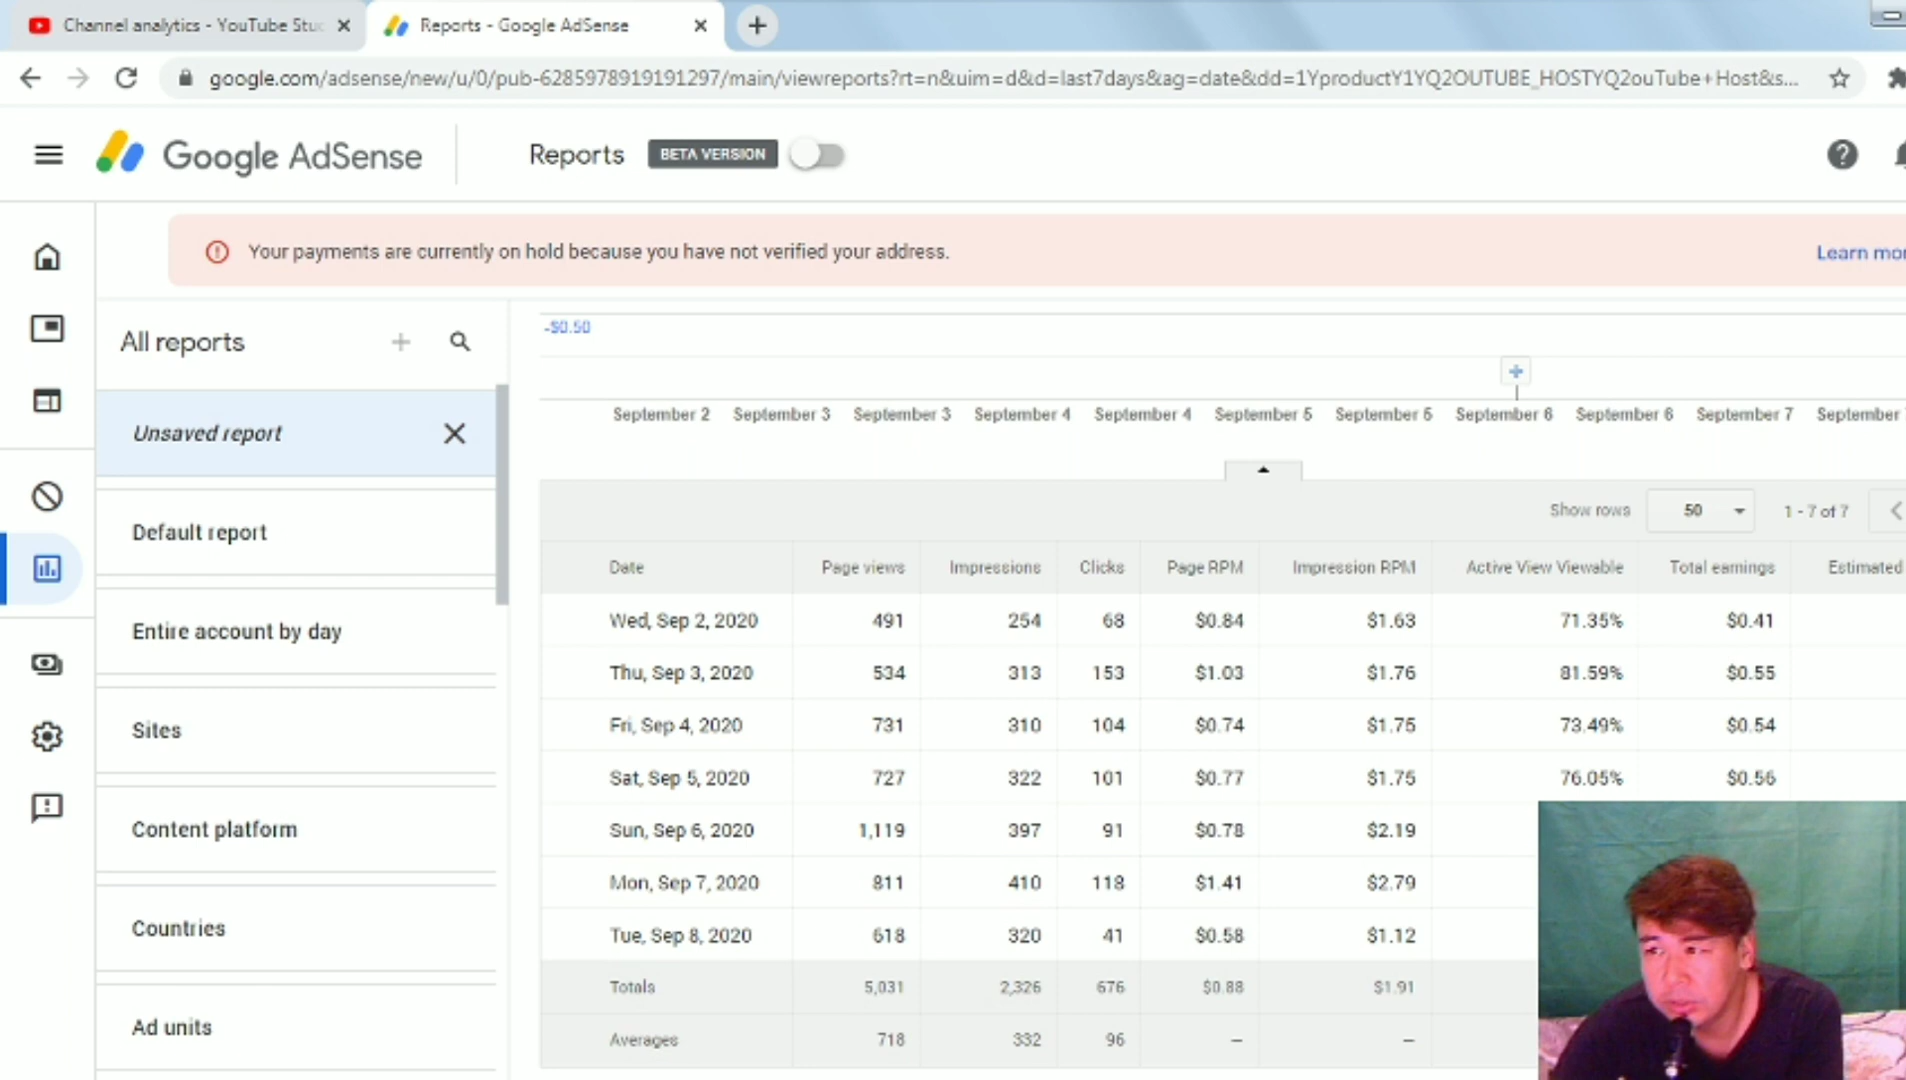 Channel analytics - YouTube Stu
Reports - Google AdSense
google.com/adsense/new/u/0/pub-6285978919191297/main/viewreports?rt=n&uim=d&d=last7days&ag=date&dd=1YproductY1YQ2OUTUBE_HOSTYQ2ouTube+Host&s...
Google AdSense
Reports
BETA VERSION
Your payments are currently on hold because you have not verified your address.
Learn mor
All reports
Unsaved report
Default report
Entire account by day
Sites
Content platform
Countries
Ad units
-$0.50
September 2 September 3 September 3 September 4 September 4 September 5 September 5 September 6 September 6 September 7 September
Show rows 50 1 - 7 of 7
Date Page views Impressions Clicks Page RPM Impression RPM Active View Viewable Total earnings Estimated
Wed, Sep 2, 2020 491 254 68 $0.84 $1.63 71.35% $0.41
Thu, Sep 3, 2020 534 313 153 $1.03 $1.76 81.59% $0.55
Fri, Sep 4, 2020 731 310 104 $0.74 $1.75 73.49% $0.54
Sat, Sep 5, 2020 727 322 101 $0.77 $1.75 76.05% $0.56
Sun, Sep 6, 2020 1,119 397 91 $0.78 $2.19
Mon, Sep 7, 2020 811 410 118 $1.41 $2.79
Tue, Sep 8, 2020 618 320 41 $0.58 $1.12
Totals 5,031 2,326 676 $0.88 $1.91
Averages 718 332 96 – –